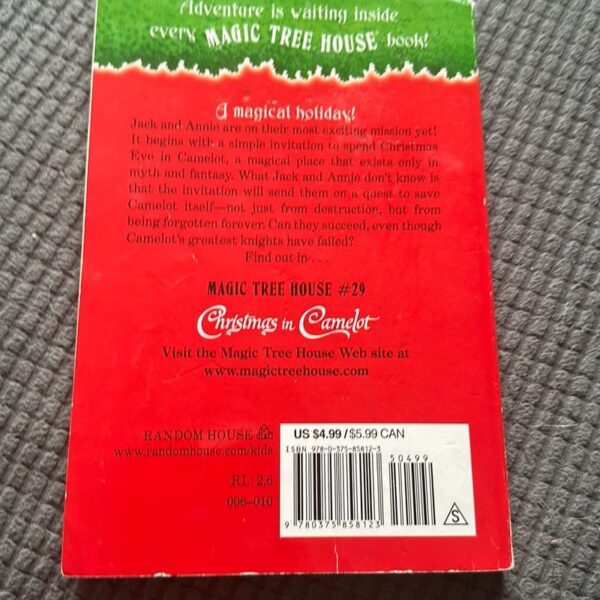 Adventure is waiting inside
every MAGIC TREE HOUSE book!
A magical holiday!
Jack and Annie are on their most exciting mission yet!
It begins with a simple invitation to spend Christmas
Eve in Camelot, a magical place that exists only in
myth and fantasy. What Jack and Annie don't know is
that the invitation will send them on a quest to save
Camelot itself—not just from destruction, but from
being forgotten forever. Can they succeed, even though
Camelot's greatest knights have failed?
Find out in . . .
MAGIC TREE HOUSE #29
Christmas in Camelot
Visit the Magic Tree House Web site at
www.magictreehouse.com
RANDOM HOUSE
www.randomhouse.com/kids
RL: 2.8
006–010
US $4.99/$5.99 CAN
ISBN 978-0-375-85812-3
50499
9 780375 858123
S